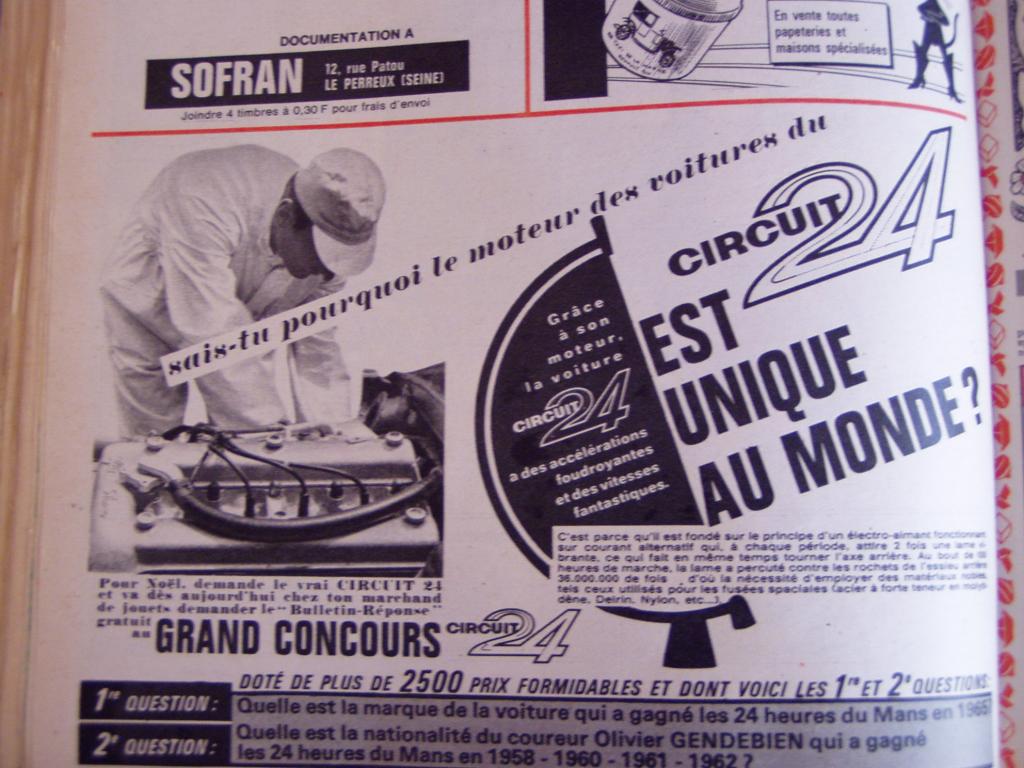 DOCUMENTATION A
SOFRAN
12, rue Patou
LE PERREUX (SEINE)
Joindre 4 timbres à 0,30 F pour frais d'envoi
En vente toutes
papeteries et
maisons spécialisées
sais-tu pourquoi le moteur des voitures du
CIRCUIT 24
EST
UNIQUE
AU MONDE?
Grâce
à son
moteur,
la voiture
CIRCUIT 24
a des accélérations
foudroyantes
et des vitesses
fantastiques.
C'est parce qu'il est fondé sur le principe d'un électro-aimant fonctionnant
sur courant alternatif qui, à chaque période, attire 2 fois une lame vi-
brante, ce qui fait en même temps tourner l'axe arrière. Au bout de
heures de marche, la lame a percuté contre les rochets de l'essieu arrière
36.000.000 de fois d'où la nécessité d'employer des matériaux nobles
tels ceux utilisés pour les fusées spaciales (acier à forte teneur en molyb-
dène, Delrin, Nylon, etc...)
Pour Noël, demande le vrai CIRCUIT 24
et va dès aujourd'hui chez ton marchand
de jouets demander le "Bulletin-Réponse"
gratuit
au GRAND CONCOURS CIRCUIT 24
DOTÉ DE PLUS DE 2500 PRIX FORMIDABLES ET DONT VOICI LES 1re ET 2e QUESTIONS:
1re QUESTION: Quelle est la marque de la voiture qui a gagné les 24 heures du Mans en
2e QUESTION: Quelle est la nationalité du coureur Olivier GENDEBIEN qui a gagné
les 24 heures du Mans en 1958 - 1960 - 1961 - 1962 ?